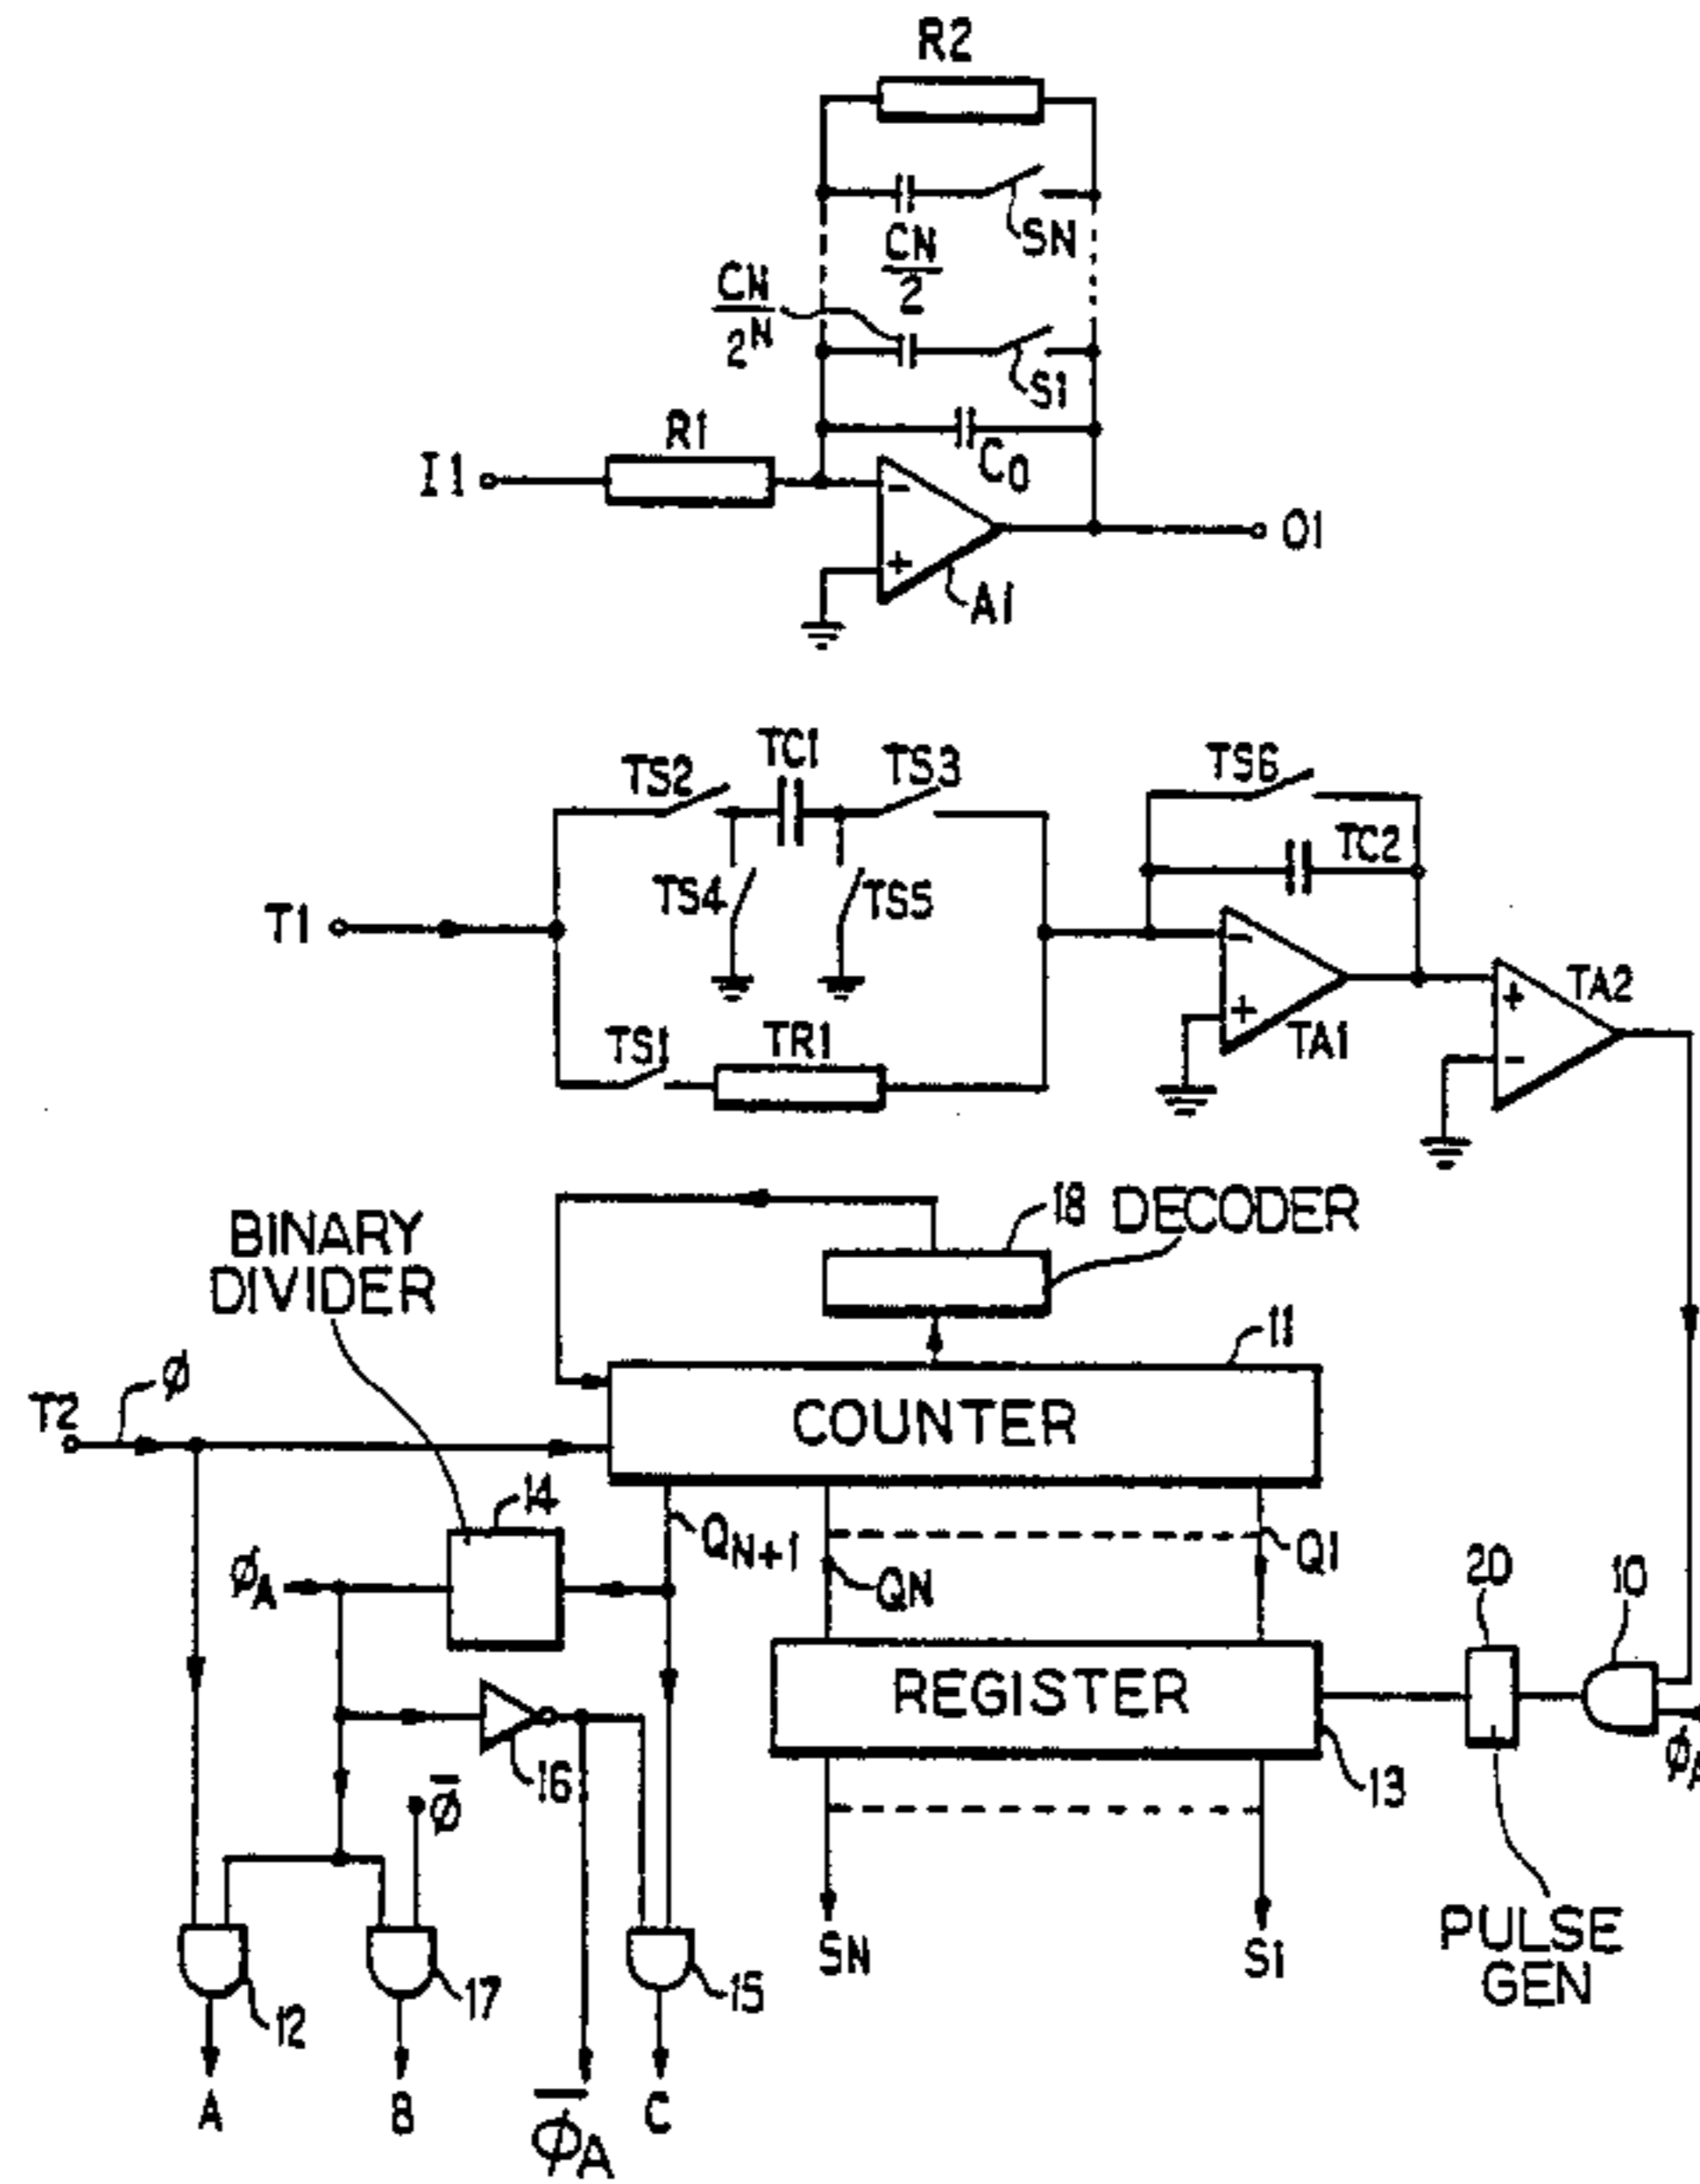 R2
SN
CN
2
CN
2^N
S1
R1
C0
I1
O1
A1
TS2
TC1
TS3
TS6
TC2
TS4
TS5
T1
TA2
TS1
TR1
TA1
18
DECODER
BINARY
DIVIDER
11
ø
T2
COUNTER
14
QN+1
Q1
20
10
øA
QN
REGISTER
16
13
øA
ø̅
PULSE
GEN
SN
S1
12
17
15
A
B
ø̅A
C